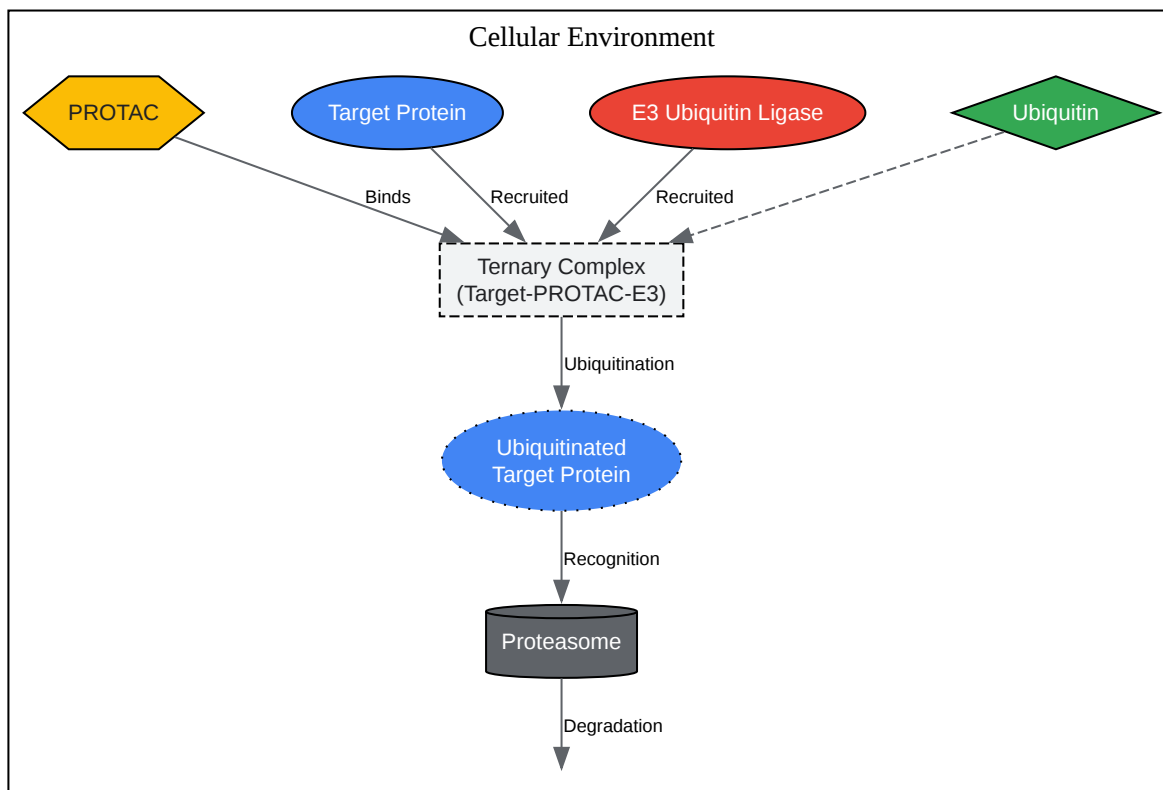 Cellular Environment
PROTAC
Target Protein
E3 Ubiquitin Ligase
Ubiquitin
Binds
Recruited
Recruited
Ternary Complex
(Target-PROTAC-E3)
Ubiquitination
Ubiquitinated
Target Protein
Recognition
Proteasome
Degradation